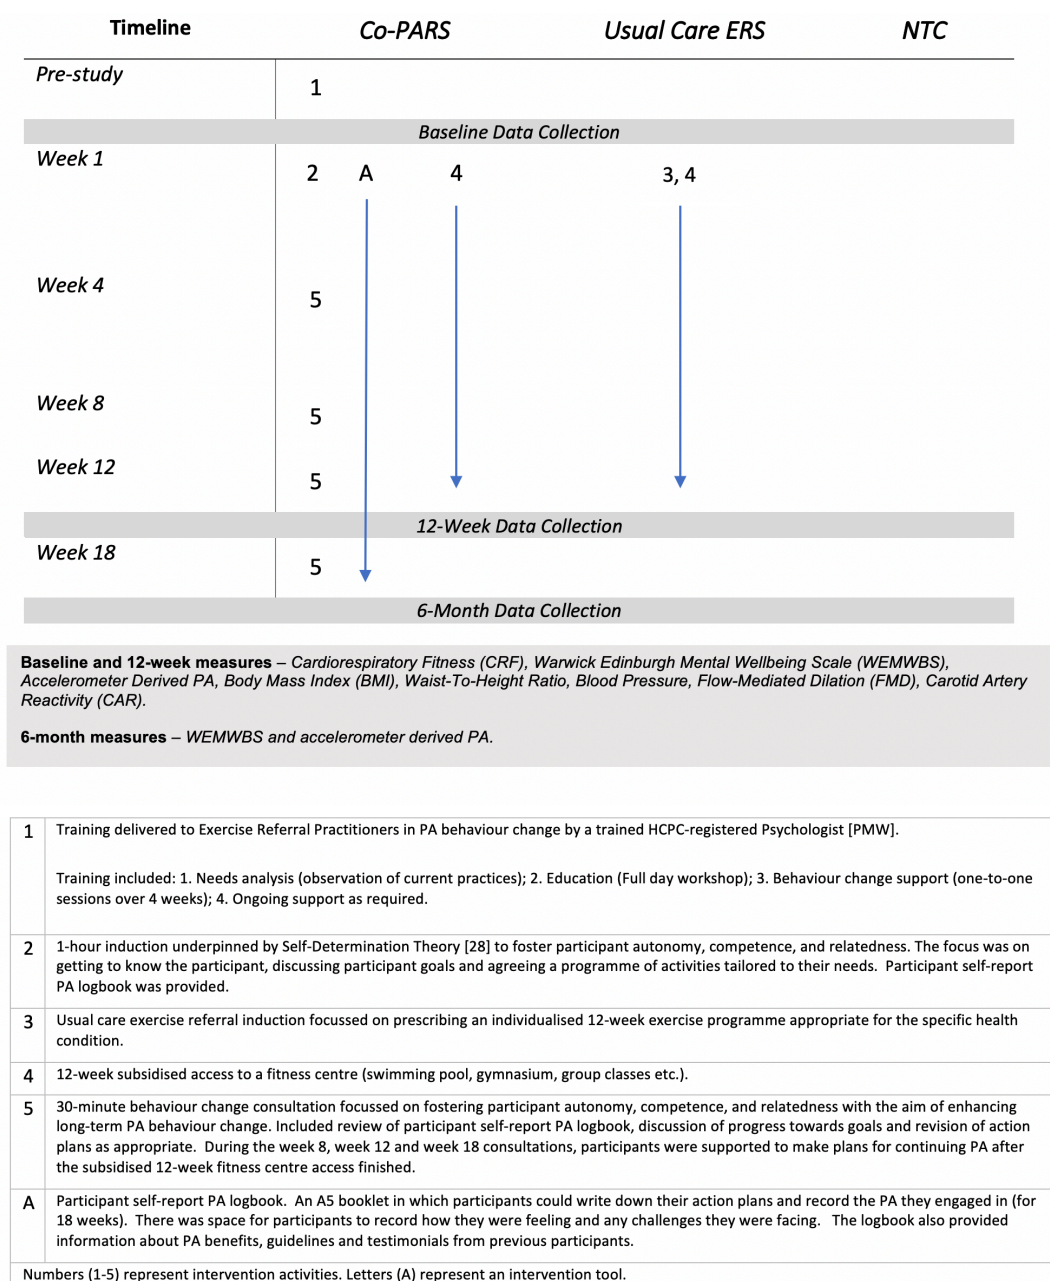 Timeline Co-PARS Usual Care ERS NTC
Pre-study
1
Baseline Data Collection
Week 1
2 A 4 3, 4
Week 4
5
Week 8
5
Week 12
5
12-Week Data Collection
Week 18
5
6-Month Data Collection
Baseline and 12-week measures – Cardiorespiratory Fitness (CRF), Warwick Edinburgh Mental Wellbeing Scale (WEMWBS),
Accelerometer Derived PA, Body Mass Index (BMI), Waist-To-Height Ratio, Blood Pressure, Flow-Mediated Dilation (FMD), Carotid Artery
Reactivity (CAR).
6-month measures – WEMWBS and accelerometer derived PA.
1 Training delivered to Exercise Referral Practitioners in PA behaviour change by a trained HCPC-registered Psychologist [PMW].
Training included: 1. Needs analysis (observation of current practices); 2. Education (Full day workshop); 3. Behaviour change support (one-to-one
sessions over 4 weeks); 4. Ongoing support as required.
2 1-hour induction underpinned by Self-Determination Theory [28] to foster participant autonomy, competence, and relatedness. The focus was on
getting to know the participant, discussing participant goals and agreeing a programme of activities tailored to their needs. Participant self-report
PA logbook was provided.
3 Usual care exercise referral induction focussed on prescribing an individualised 12-week exercise programme appropriate for the specific health
condition.
4 12-week subsidised access to a fitness centre (swimming pool, gymnasium, group classes etc.).
5 30-minute behaviour change consultation focussed on fostering participant autonomy, competence, and relatedness with the aim of enhancing
long-term PA behaviour change. Included review of participant self-report PA logbook, discussion of progress towards goals and revision of action
plans as appropriate. During the week 8, week 12 and week 18 consultations, participants were supported to make plans for continuing PA after
the subsidised 12-week fitness centre access finished.
A Participant self-report PA logbook. An A5 booklet in which participants could write down their action plans and record the PA they engaged in (for
18 weeks). There was space for participants to record how they were feeling and any challenges they were facing. The logbook also provided
information about PA benefits, guidelines and testimonials from previous participants.
Numbers (1-5) represent intervention activities. Letters (A) represent an intervention tool.